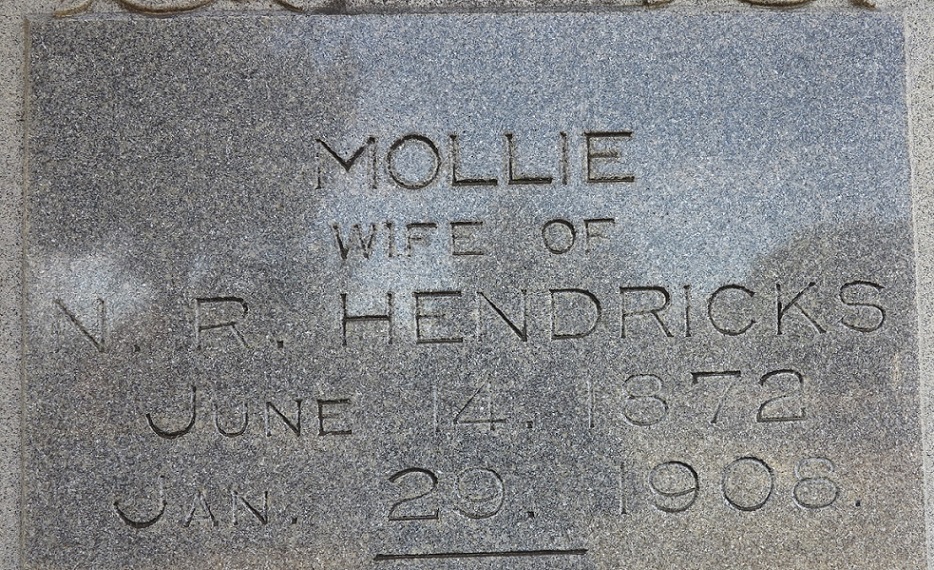 MOLLIE
WIFE OF
N. R. HENDRICKS
JUNE 14. 1872
JAN. 29. 1908.